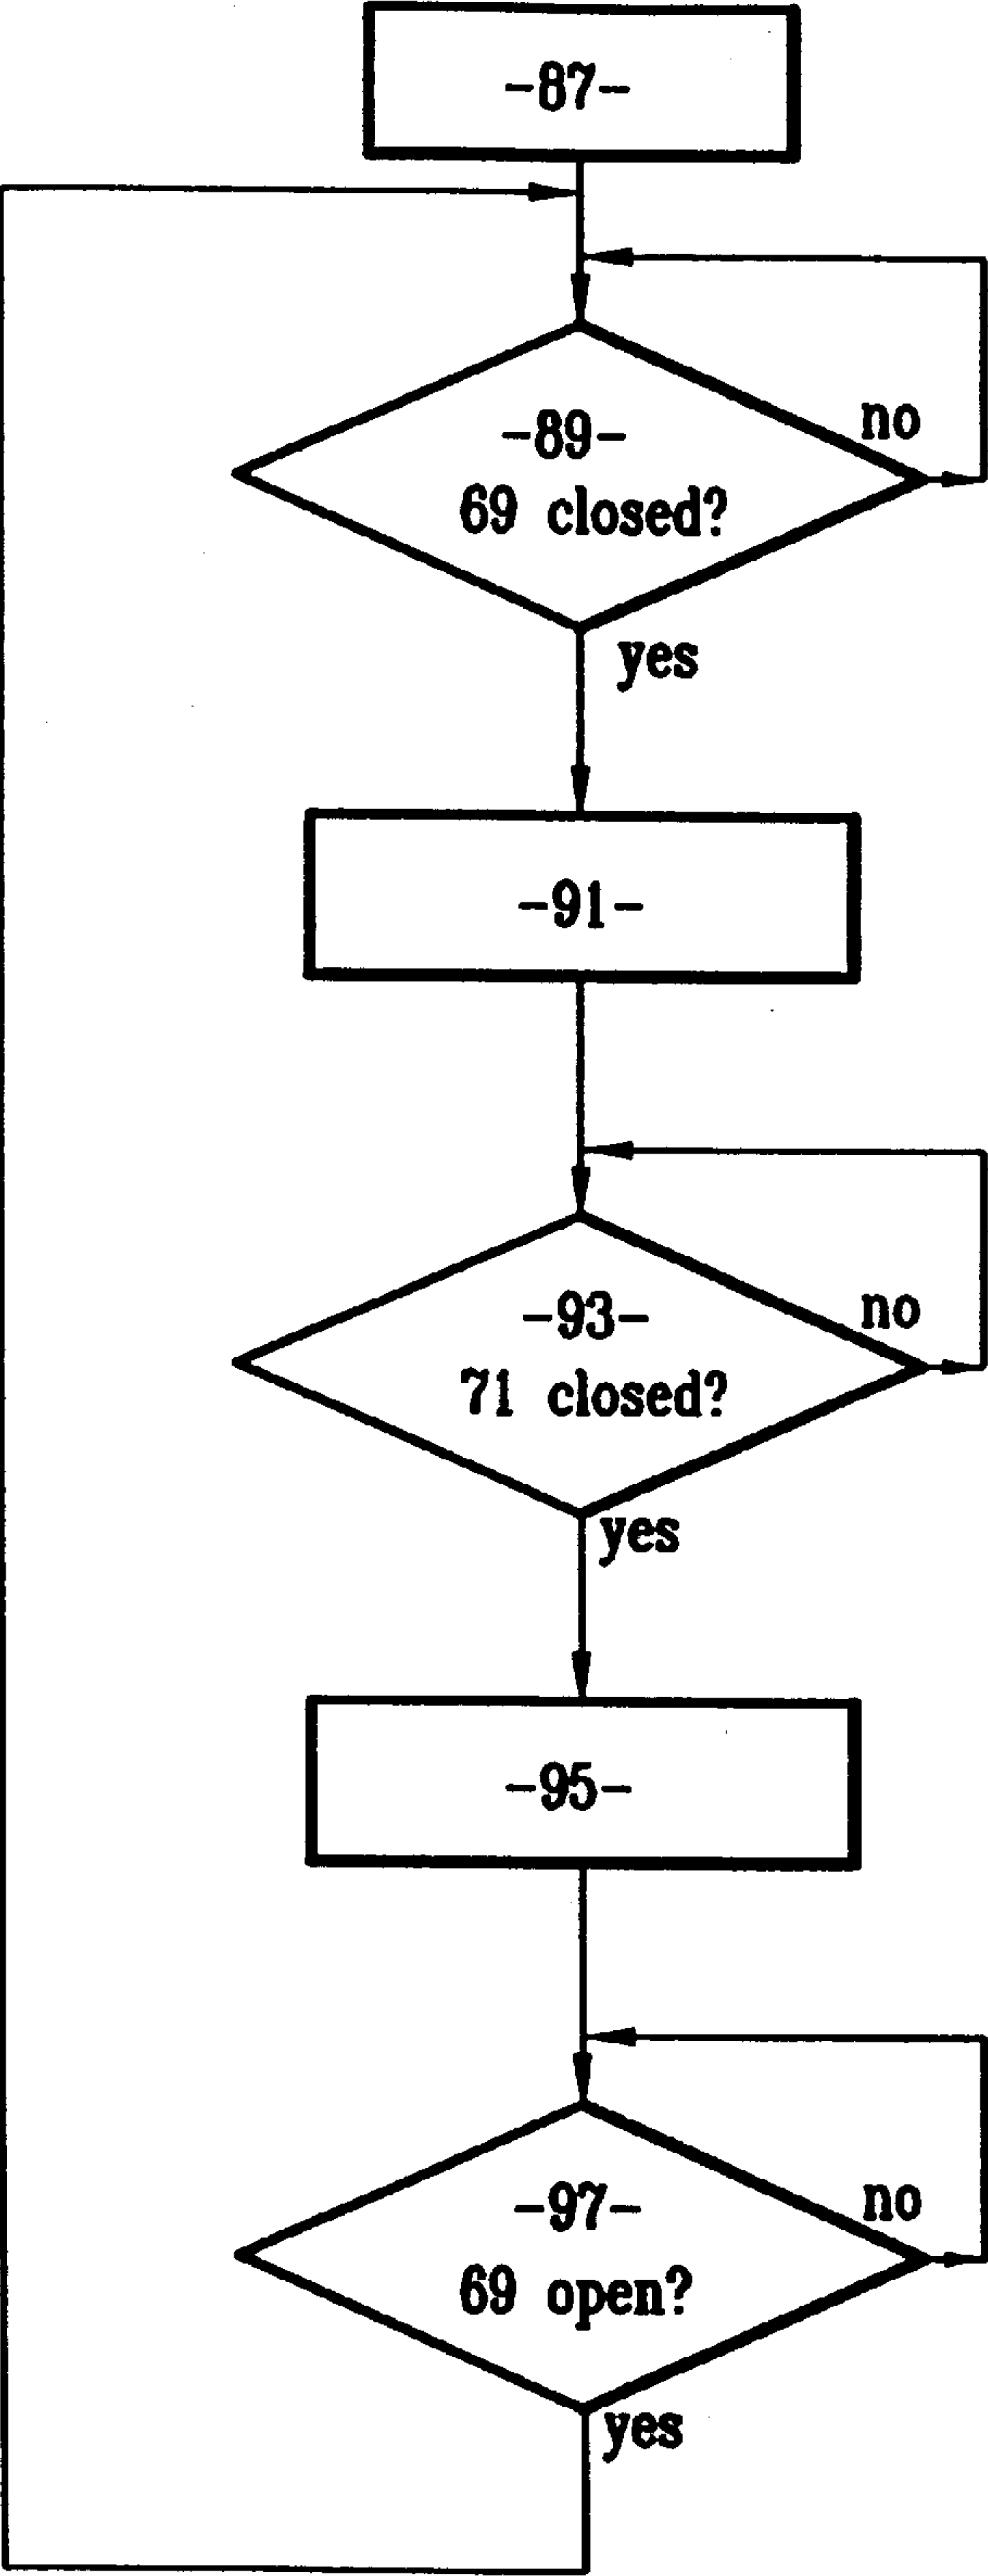 -87-
no
-89-
69 closed?
yes
-91-
no
-93-
71 closed?
yes
-95-
no
-97-
69 open?
yes